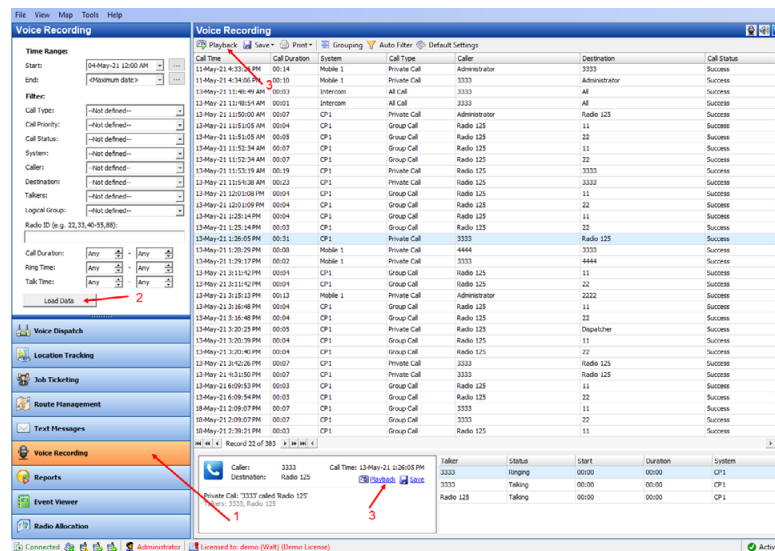 File View Map Tools Help
Voice Recording
Time Range:
Start: 04-May-21 12:00 AM ...
End: <Maximum date> ...
Filter:
Call Type: --Not defined--
Call Priority: --Not defined--
Call Status: --Not defined--
System: --Not defined--
Caller: --Not defined--
Destination: --Not defined--
Talkers: --Not defined--
Logical Group: --Not defined--
Radio ID (e.g. 22,33,40-55,88):
Call Duration: Any - Any
Ring Time: Any - Any
Talk Time: Any - Any
Load Data 2
Voice Dispatch
Location Tracking
Job Ticketing
Route Management
Text Messages
Voice Recording
Reports
Event Viewer
Radio Allocation
1
Voice Recording
Playback Save Print Grouping Auto Filter Default Settings
3
Call Time Call Duration System Call Type Caller Destination Call Status
11-May-21 4:33:26 PM 00:14 Mobile 1 Private Call Administrator 3333 Success
11-May-21 4:34:06 PM 00:10 Mobile 1 Private Call 3333 Administrator Success
13-May-21 11:48:49 AM 00:03 Intercom All Call 3333 All Success
13-May-21 11:48:54 AM 00:01 Intercom All Call 3333 All Success
13-May-21 11:50:00 AM 00:07 CP1 Private Call Administrator Radio 125 Success
13-May-21 11:51:05 AM 00:04 CP1 Group Call Radio 125 11 Success
13-May-21 11:51:05 AM 00:05 CP1 Group Call Radio 125 22 Success
13-May-21 11:52:34 AM 00:07 CP1 Group Call Radio 125 11 Success
13-May-21 11:52:34 AM 00:07 CP1 Group Call Radio 125 22 Success
13-May-21 11:53:19 AM 00:19 CP1 Private Call Radio 125 3333 Success
13-May-21 11:54:38 AM 00:23 CP1 Private Call Radio 125 3333 Success
13-May-21 12:01:08 PM 00:04 CP1 Group Call Radio 125 11 Success
13-May-21 12:01:09 PM 00:04 CP1 Group Call Radio 125 22 Success
13-May-21 1:25:14 PM 00:04 CP1 Group Call Radio 125 11 Success
13-May-21 1:25:14 PM 00:03 CP1 Group Call Radio 125 22 Success
13-May-21 1:26:05 PM 00:31 CP1 Private Call 3333 Radio 125 Success
13-May-21 1:28:29 PM 00:08 Mobile 1 Private Call 4444 3333 Success
13-May-21 1:29:17 PM 00:02 Mobile 1 Private Call 3333 4444 Success
13-May-21 3:11:42 PM 00:04 CP1 Group Call Radio 125 11 Success
13-May-21 3:11:42 PM 00:04 CP1 Group Call Radio 125 22 Success
13-May-21 3:15:13 PM 00:13 Mobile 1 Private Call Administrator 2222 Success
13-May-21 3:16:48 PM 00:04 CP1 Group Call Radio 125 11 Success
13-May-21 3:16:48 PM 00:04 CP1 Group Call Radio 125 22 Success
13-May-21 3:20:25 PM 00:05 CP1 Private Call Radio 125 Dispatcher Success
13-May-21 3:20:39 PM 00:04 CP1 Group Call Radio 125 11 Success
13-May-21 3:20:40 PM 00:04 CP1 Group Call Radio 125 22 Success
13-May-21 3:42:26 PM 00:07 CP1 Private Call 3333 Radio 125 Success
13-May-21 4:31:50 PM 00:07 CP1 Private Call 3333 Radio 125 Success
13-May-21 6:09:53 PM 00:03 CP1 Group Call Radio 125 11 Success
13-May-21 6:09:54 PM 00:03 CP1 Group Call Radio 125 22 Success
18-May-21 2:09:07 PM 00:07 CP1 Group Call 3333 11 Success
18-May-21 2:09:07 PM 00:07 CP1 Group Call 3333 22 Success
18-May-21 2:39:21 PM 00:03 CP1 Group Call Radio 125 11 Success
Record 22 of 383
Caller: 3333 Call Time: 13-May-21 1:26:05 PM
Destination: Radio 125 Playback Save
Private Call: '3333' called 'Radio 125'
Talkers: 3333, Radio 125
3
Talker Status Start Duration System
3333 Ringing 00:00 00:00 CP1
3333 Talking 00:00 00:00 CP1
Radio 125 Talking 00:00 00:00 CP1
Connected Administrator Licensed to: demo (Walt) (Demo License) Activ